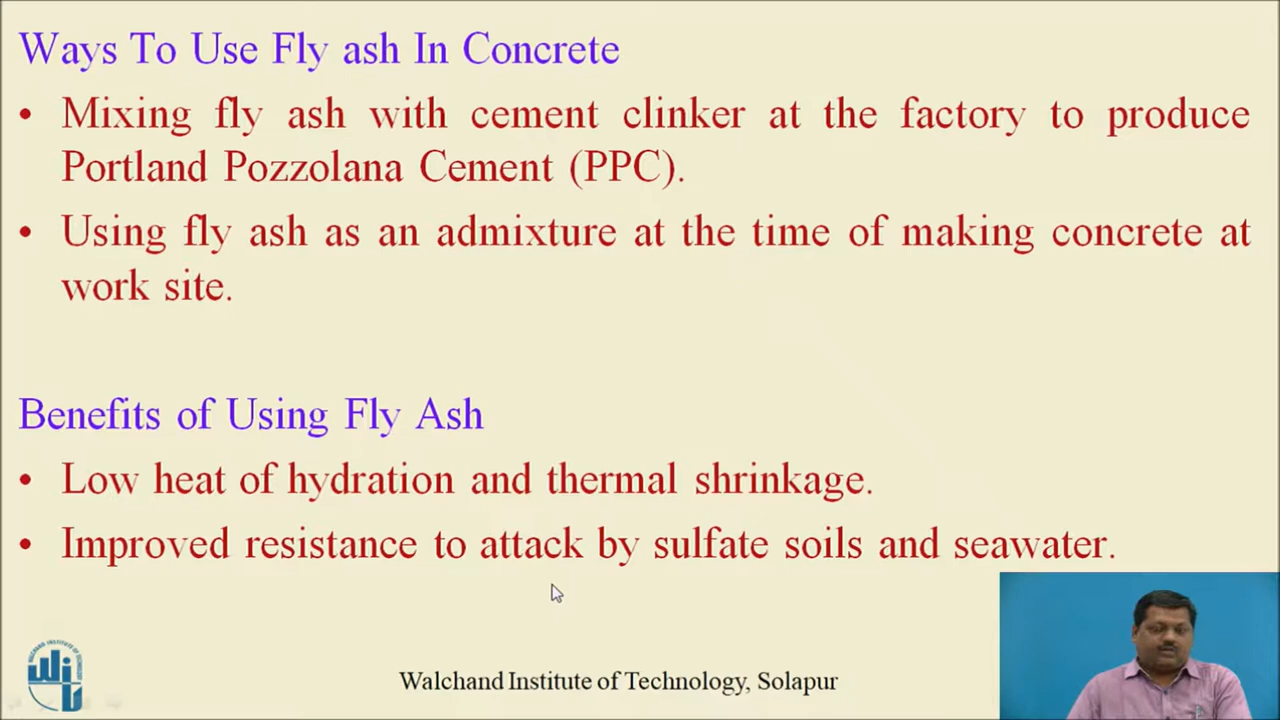 Ways To Use Fly ash In Concrete
• Mixing fly ash with cement clinker at the factory to produce
Portland Pozzolana Cement (PPC).
• Using fly ash as an admixture at the time of making concrete at
work site.
Benefits of Using Fly Ash
• Low heat of hydration and thermal shrinkage.
• Improved resistance to attack by sulfate soils and seawater.
Walchand Institute of Technology, Solapur